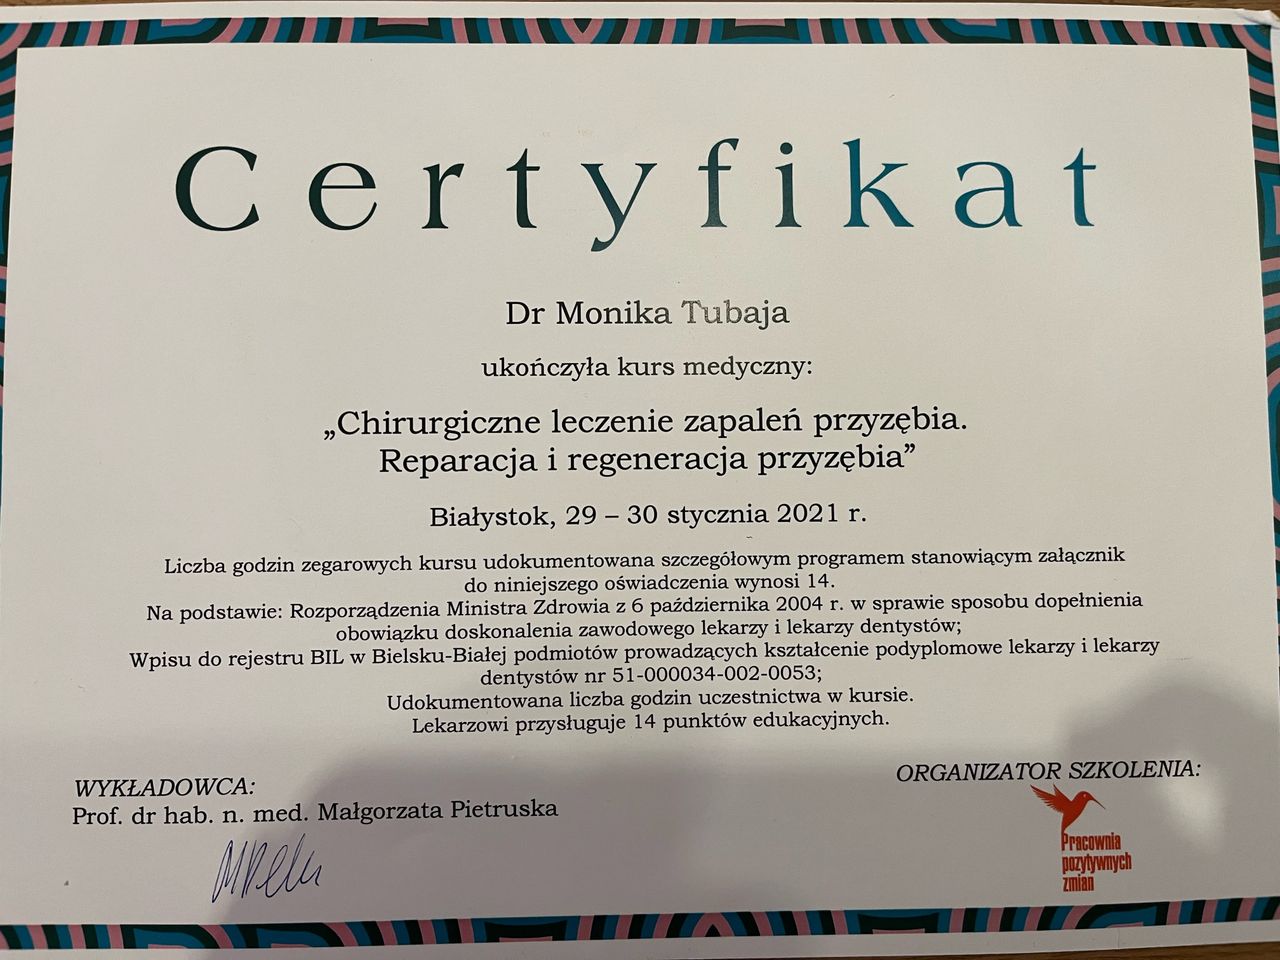 Certyfikat
Dr Monika Tubaja
ukończyła kurs medyczny:
„Chirurgiczne leczenie zapaleń przyzębia.
Reparacja i regeneracja przyzębia”
Białystok, 29 – 30 stycznia 2021 r.
Liczba godzin zegarowych kursu udokumentowana szczegółowym programem stanowiącym załącznik
do niniejszego oświadczenia wynosi 14.
Na podstawie: Rozporządzenia Ministra Zdrowia z 6 października 2004 r. w sprawie sposobu dopełnienia
obowiązku doskonalenia zawodowego lekarzy i lekarzy dentystów;
Wpisu do rejestru BIL w Bielsku-Białej podmiotów prowadzących kształcenie podyplomowe lekarzy i lekarzy
dentystów nr 51-000034-002-0053;
Udokumentowana liczba godzin uczestnictwa w kursie.
Lekarzowi przysługuje 14 punktów edukacyjnych.
WYKŁADOWCA:
Prof. dr hab. n. med. Małgorzata Pietruska
ORGANIZATOR SZKOLENIA:
Pracownia
pozytywnych
zmian